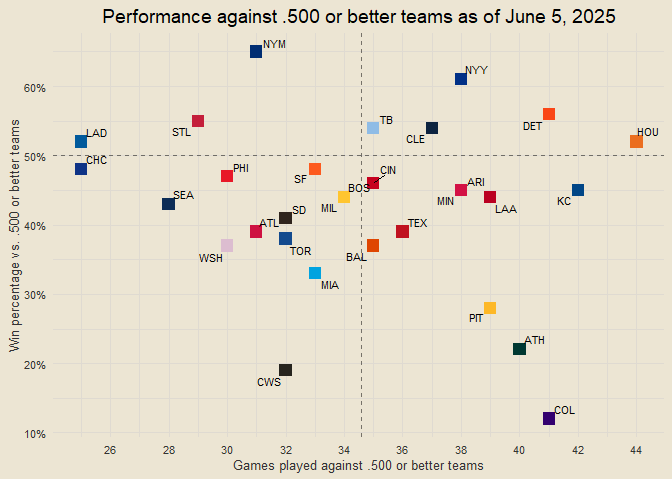 Performance against .500 or better teams as of June 5, 2025
Win percentage vs. .500 or better teams
NYM
NYY
60%
TB
DET
STL
CLE
HOU
LAD
50%
CHC
PHI
CIN
SF
BOS
ARI
SEA
MIL
MIN
LAA
KC
SD
40%
ATL
TEX
TOR
WSH
BAL
MIA
30%
PIT
ATH
20%
CWS
COL
10%
26 28 30 32 34 36 38 40 42 44
Games played against .500 or better teams